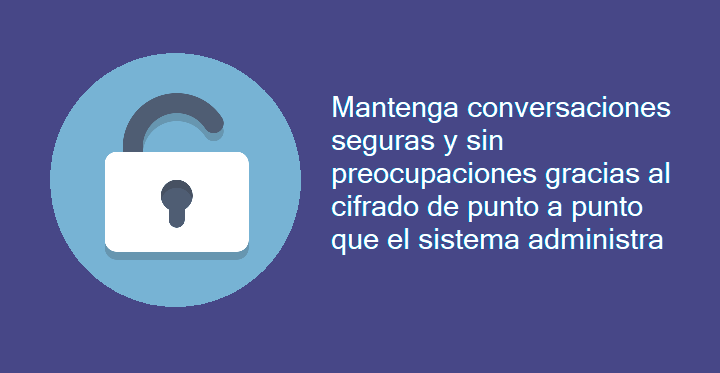 Mantenga conversaciones
seguras y sin
preocupaciones gracias al
cifrado de punto a punto
que el sistema administra